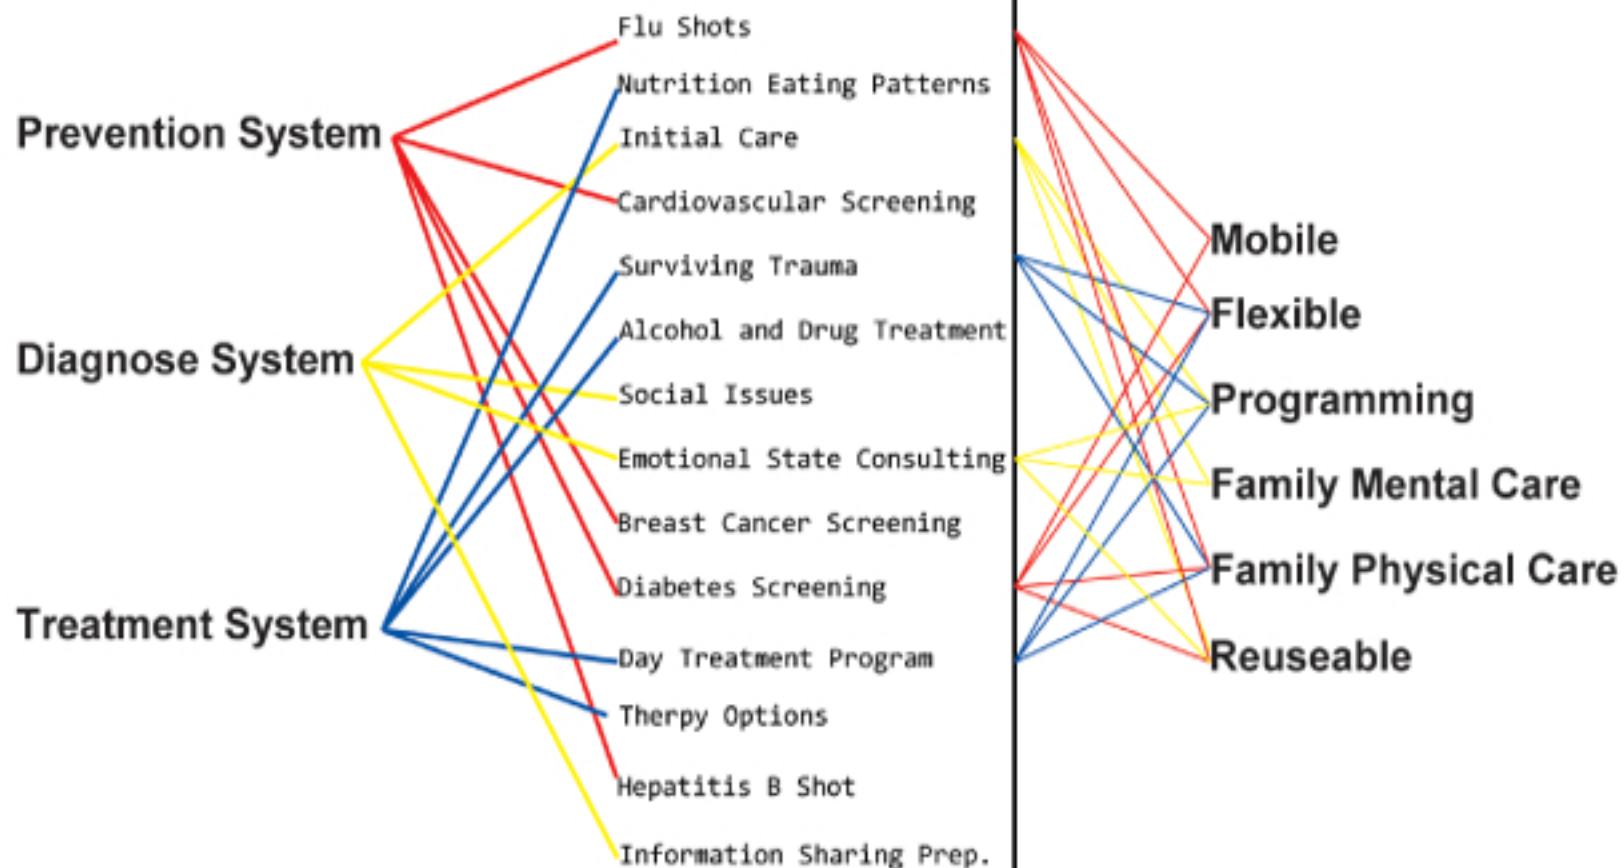 Prevention System
Diagnose System
Treatment System
Flu Shots
Nutrition Eating Patterns
Initial Care
Cardiovascular Screening
Surviving Trauma
Alcohol and Drug Treatment
Social Issues
Emotional State Consulting
Breast Cancer Screening
Diabetes Screening
Day Treatment Program
Therpy Options
Hepatitis B Shot
Information Sharing Prep.
Mobile
Flexible
Programming
Family Mental Care
Family Physical Care
Reuseable